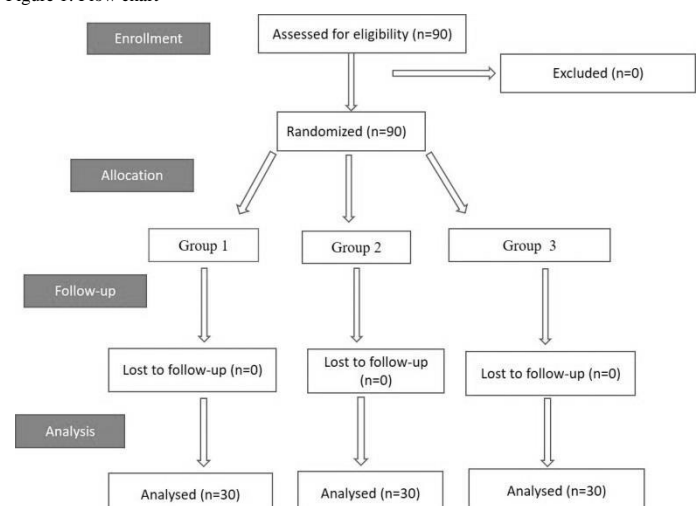 Figure 1. Flow chart
Enrollment
Assessed for eligibility (n=90)
Excluded (n=0)
Randomized (n=90)
Allocation
Group 1
Group 2
Group 3
Follow-up
Lost to follow-up (n=0)
Lost to follow-up
(n=0)
Lost to follow-up (n=0)
Analysis
Analysed (n=30)
Analysed (n=30)
Analysed (n=30)